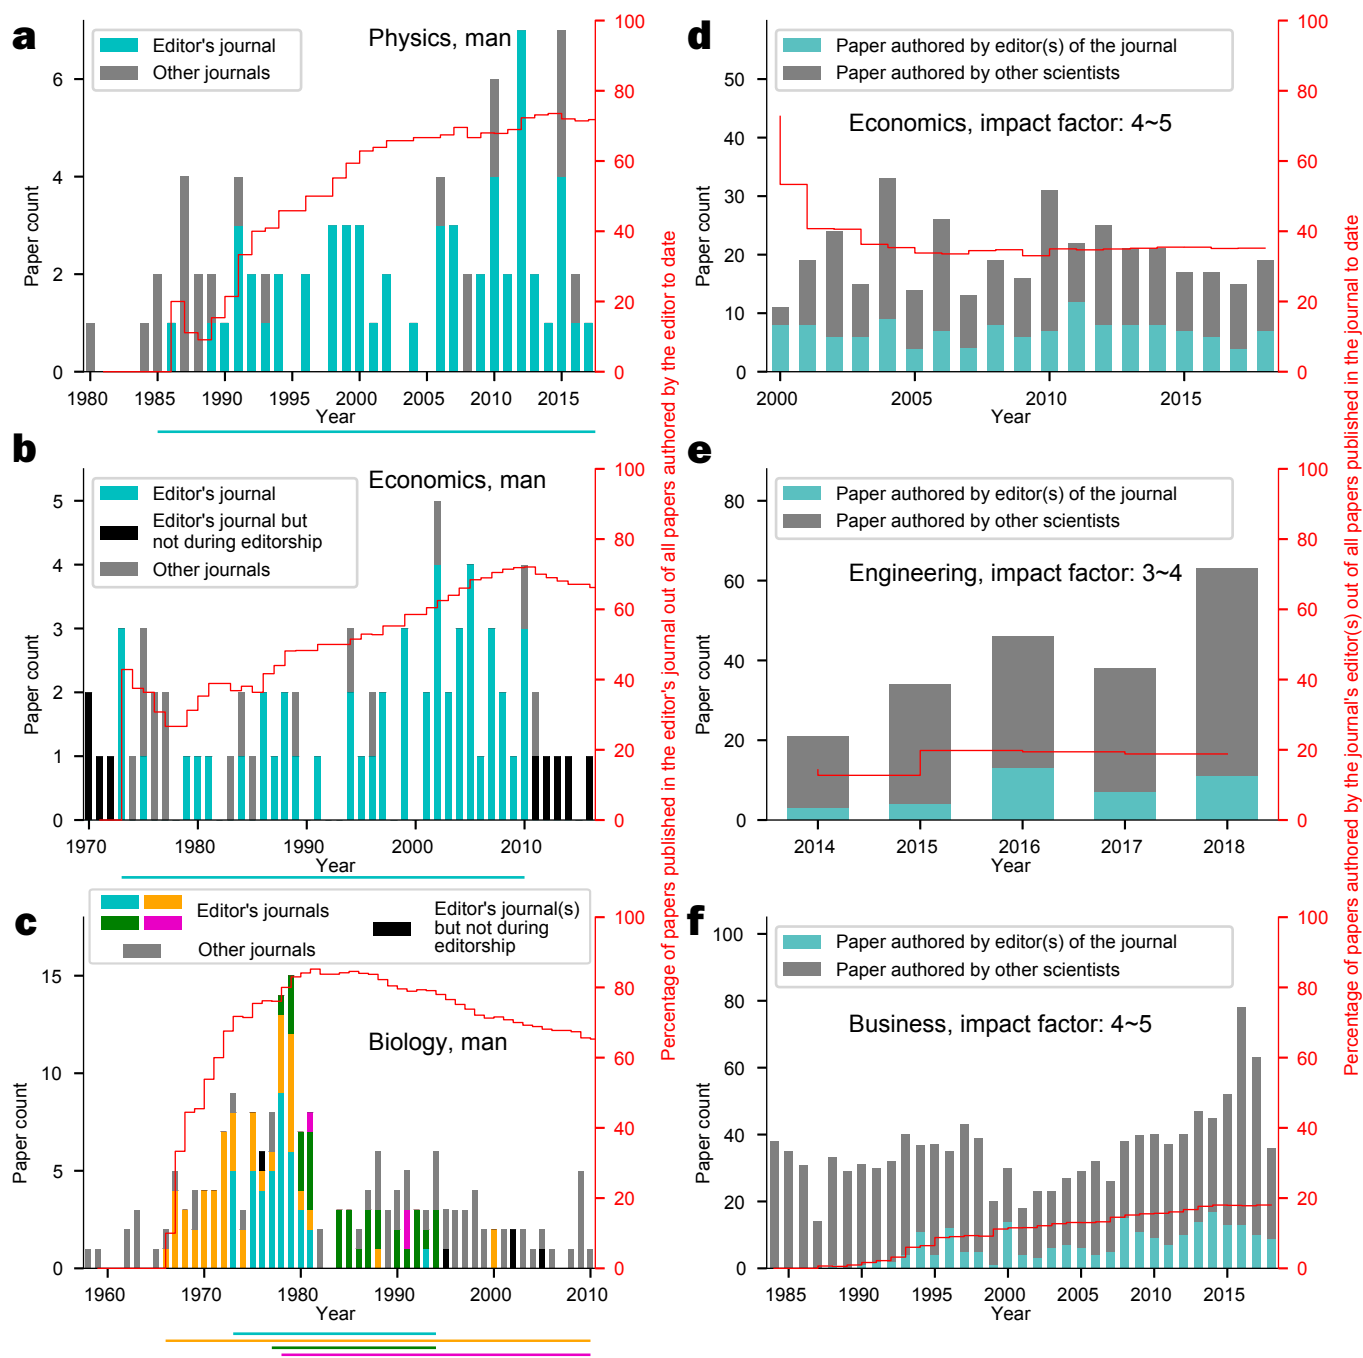 a
Physics, man
Editor's journal
Other journals
Paper count
0
2
4
6
1980 1985 1990 1995 2000 2005 2010 2015
Year
0
20
40
60
80
100
b
Economics, man
Editor's journal
Editor's journal but
not during editorship
Other journals
Paper count
0
1
2
3
4
5
1970 1980 1990 2000 2010
Year
0
20
40
60
80
100
c
Editor's journals
Other journals
Editor's journal(s)
but not during
editorship
Biology, man
Paper count
0
5
10
15
1960 1970 1980 1990 2000 2010
Year
0
20
40
60
80
100
Percentage of papers published in the editor's journal out of all papers authored by the editor to date
d
Paper authored by editor(s) of the journal
Paper authored by other scientists
Economics, impact factor: 4~5
Paper count
0
10
20
30
40
50
2000 2005 2010 2015
Year
0
20
40
60
80
100
e
Paper authored by editor(s) of the journal
Paper authored by other scientists
Engineering, impact factor: 3~4
Paper count
0
20
40
60
80
2014 2015 2016 2017 2018
Year
0
20
40
60
80
100
f
Paper authored by editor(s) of the journal
Paper authored by other scientists
Business, impact factor: 4~5
Paper count
0
20
40
60
80
100
1985 1990 1995 2000 2005 2010 2015
Year
0
20
40
60
80
100
Percentage of papers authored by the journal's editor(s) out of all papers published in the journal to date